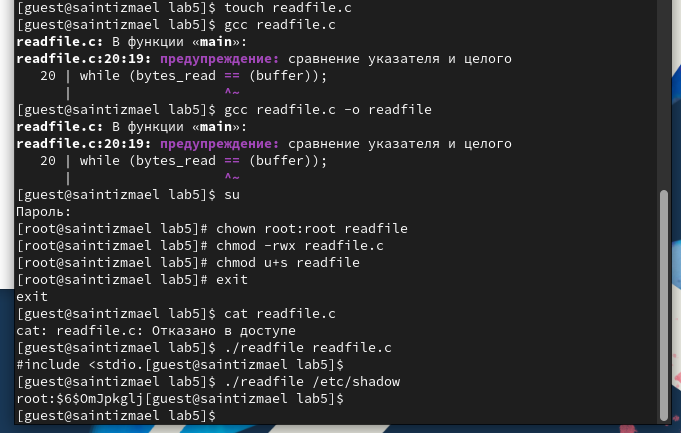 [guest@saintizmael lab5]$ touch readfile.c
[guest@saintizmael lab5]$ gcc readfile.c
readfile.c: В функции «main»:
readfile.c:20:19: предупреждение: сравнение указателя и целого
   20 | while (bytes_read == (buffer));
      |                   ^~
[guest@saintizmael lab5]$ gcc readfile.c -o readfile
readfile.c: В функции «main»:
readfile.c:20:19: предупреждение: сравнение указателя и целого
   20 | while (bytes_read == (buffer));
      |                   ^~
[guest@saintizmael lab5]$ su
Пароль:
[root@saintizmael lab5]# chown root:root readfile
[root@saintizmael lab5]# chmod -rwx readfile.c
[root@saintizmael lab5]# chmod u+s readfile
[root@saintizmael lab5]# exit
exit
[guest@saintizmael lab5]$ cat readfile.c
cat: readfile.c: Отказано в доступе
[guest@saintizmael lab5]$ ./readfile readfile.c
#include <stdio.[guest@saintizmael lab5]$
[guest@saintizmael lab5]$ ./readfile /etc/shadow
root:$6$OmJpkglj[guest@saintizmael lab5]$
[guest@saintizmael lab5]$